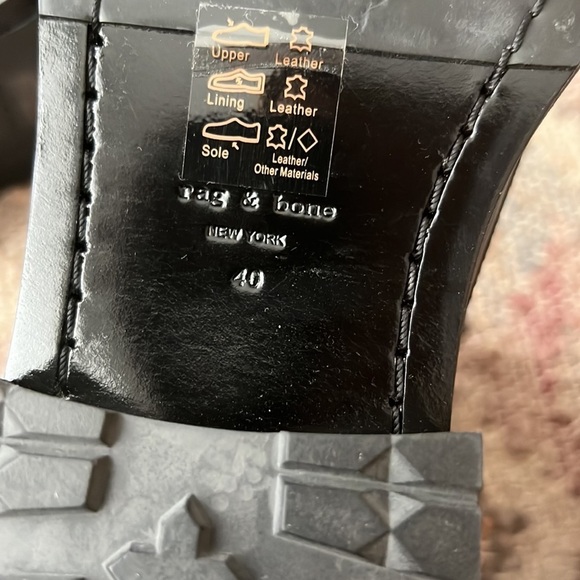 Upper Leather
Lining Leather
Sole Leather/
Other Materials
rag & bone
NEW YORK
40